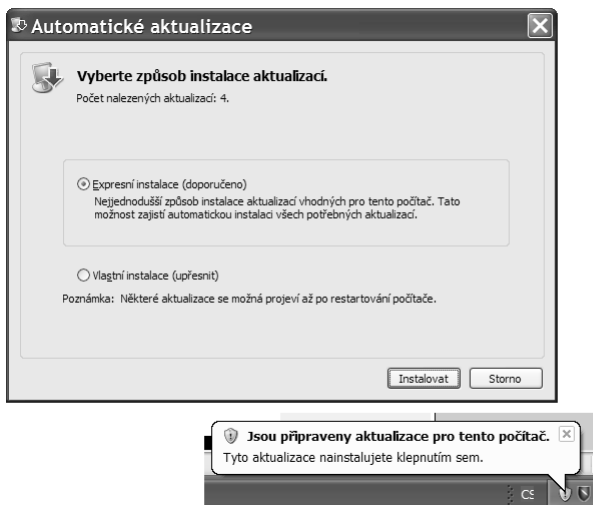 Automatické aktualizace
Vyberte způsob instalace aktualizací.
Počet nalezených aktualizací: 4.
Expresní instalace (doporučeno)
Nejjednodušší způsob instalace aktualizací vhodných pro tento počítač. Tato
možnost zajistí automatickou instalaci všech potřebných aktualizací.
Vlastní instalace (upřesnit)
Poznámka: Některé aktualizace se možná projeví až po restartování počítače.
Instalovat Storno
Jsou připraveny aktualizace pro tento počítač.
Tyto aktualizace nainstalujete klepnutím sem.
CS